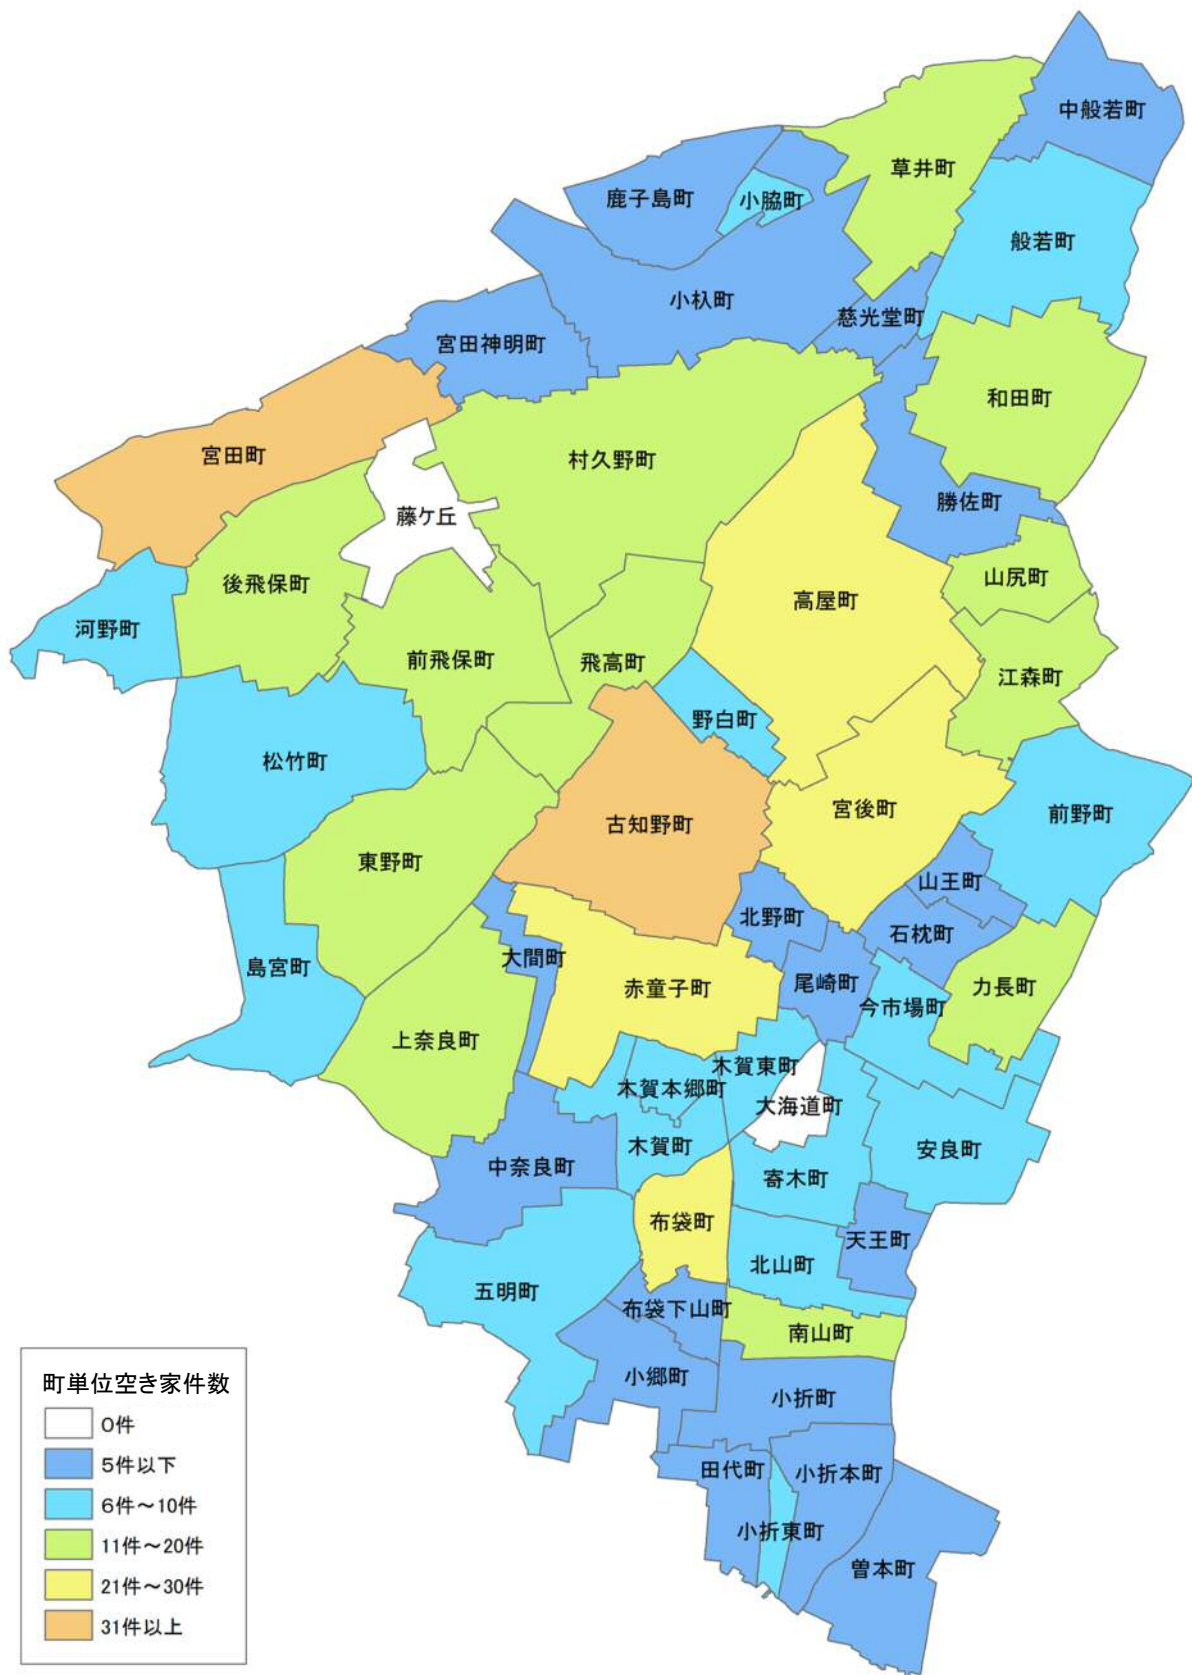 中般若町
草井町
鹿子島町
小脇町
般若町
小杁町
慈光堂町
宮田神明町
和田町
宮田町
村久野町
勝佐町
藤ケ丘
山尻町
後飛保町
高屋町
河野町
前飛保町
飛高町
江森町
野白町
松竹町
宮後町
前野町
古知野町
東野町
山王町
北野町
石枕町
大間町
島宮町
赤童子町
尾崎町
力長町
今市場町
上奈良町
木賀東町
木賀本郷町
大海道町
木賀町
安良町
中奈良町
寄木町
布袋町
天王町
北山町
五明町
布袋下山町
南山町
小郷町
小折町
田代町
小折本町
小折東町
曽本町
町単位空き家件数
0件
5件以下
6件～10件
11件～20件
21件～30件
31件以上